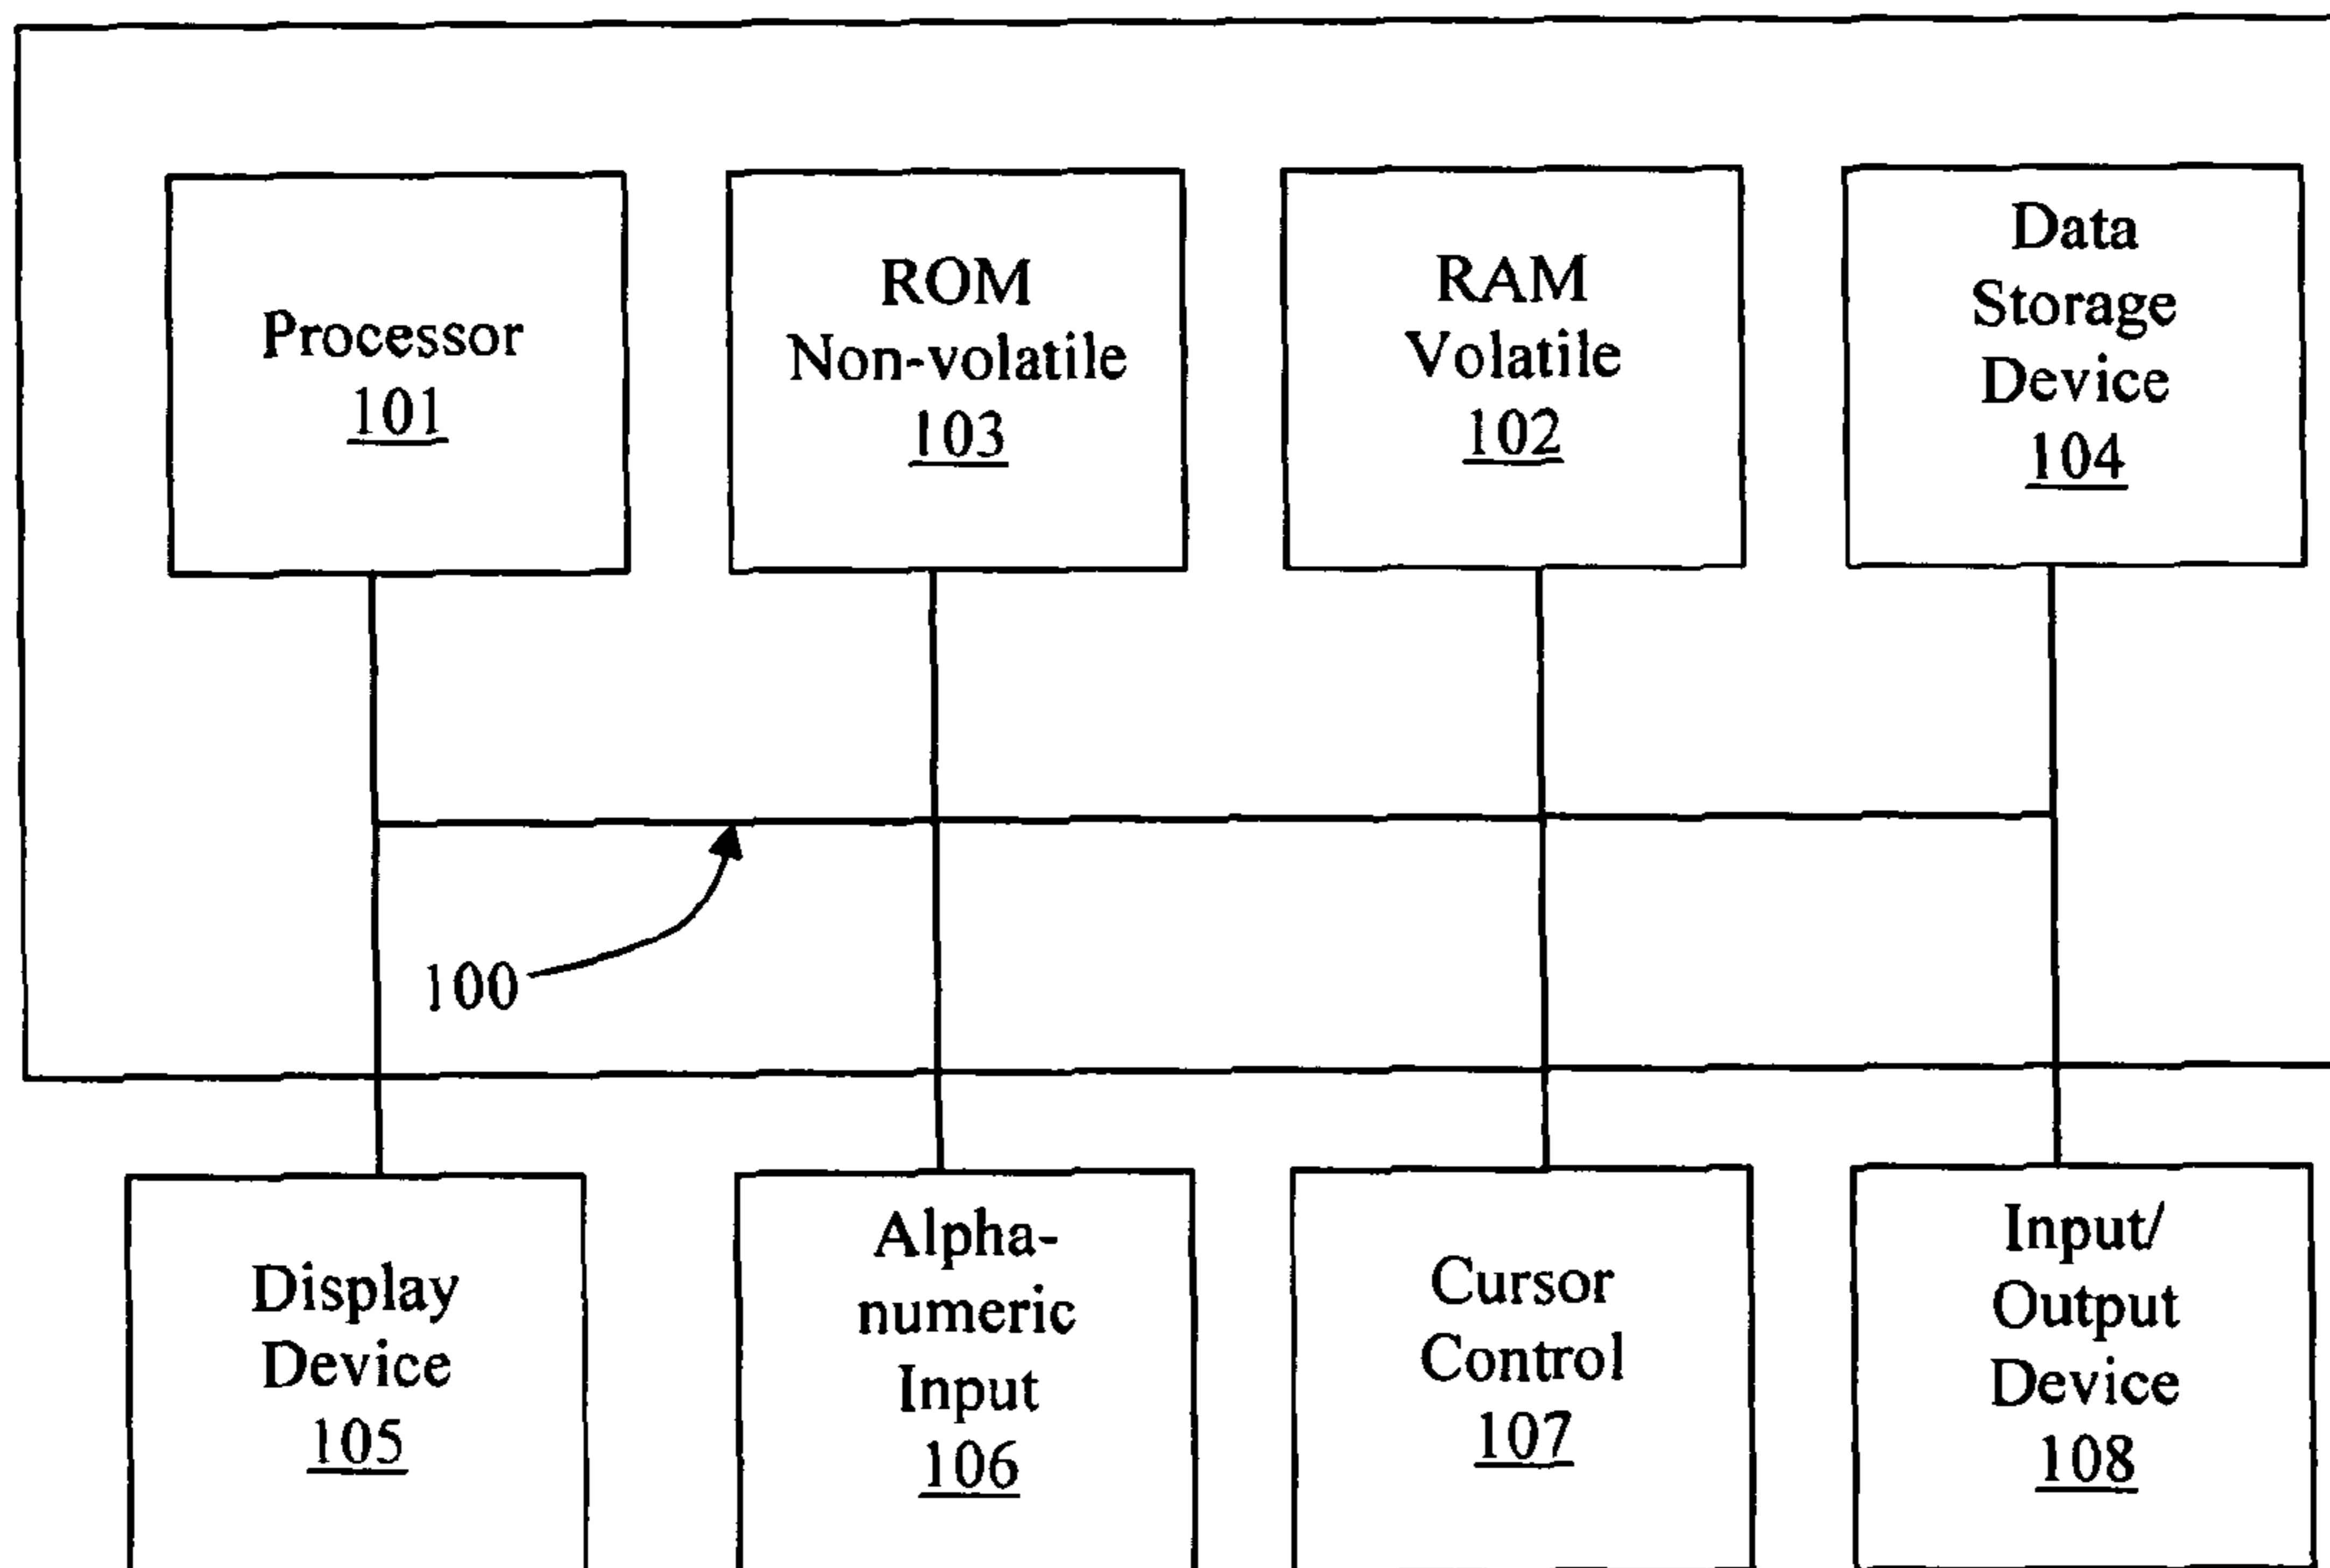 Processor
101
ROM
Non-volatile
103
RAM
Volatile
102
Data
Storage
Device
104
100
Display
Device
105
Alpha-
numeric
Input
106
Cursor
Control
107
Input/
Output
Device
108